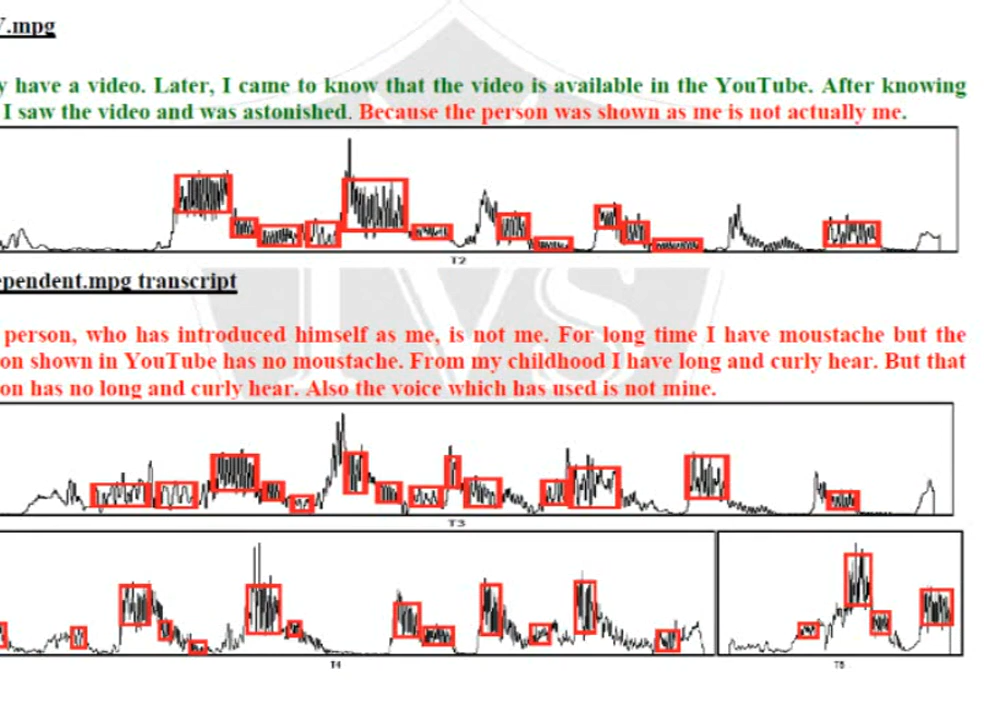 V.mpg
y have a video. Later, I came to know that the video is available in the YouTube. After knowing
I saw the video and was astonished. Because the person was shown as me is not actually me.
T2
pendent.mpg transcript
person, who has introduced himself as me, is not me. For long time I have moustache but the
on shown in YouTube has no moustache. From my childhood I have long and curly hear. But that
on has no long and curly hear. Also the voice which has used is not mine.
IVS
T3
T4
T5